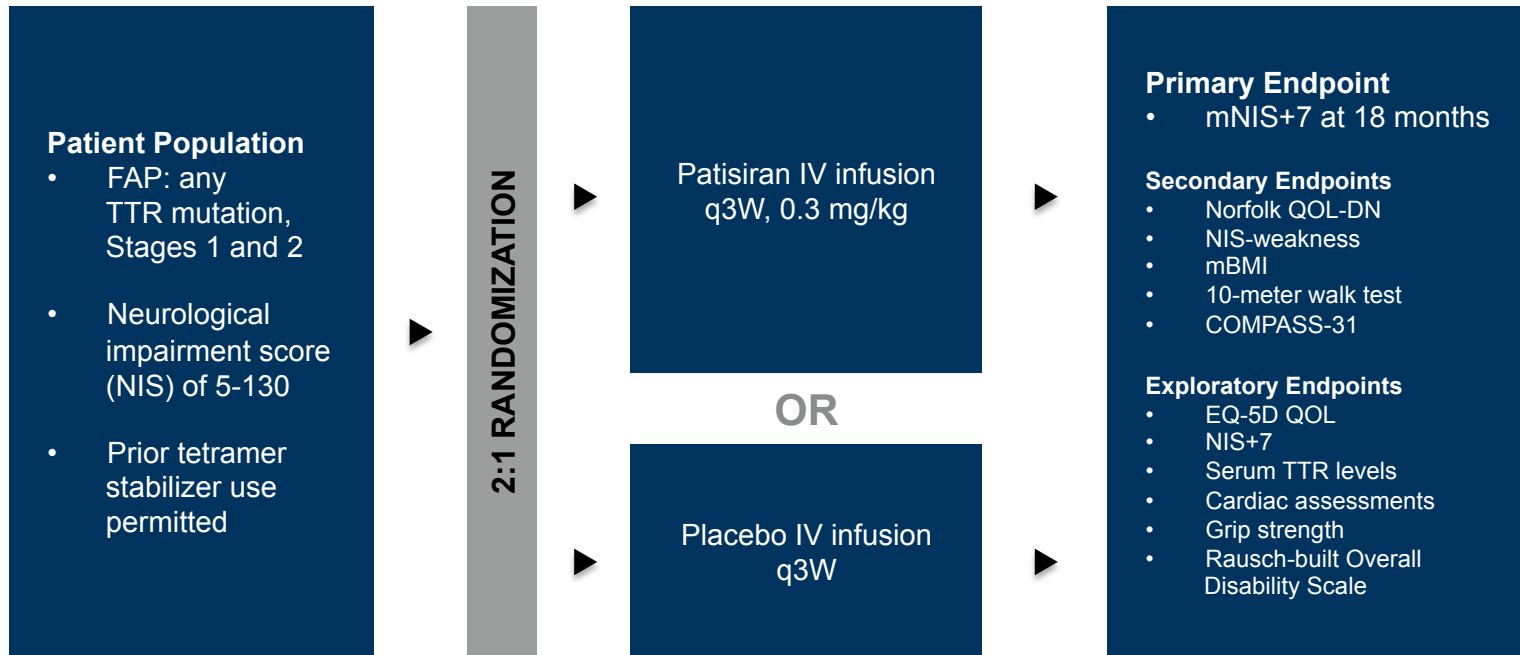 Patient Population
• FAP: any
TTR mutation,
Stages 1 and 2
• Neurological
impairment score
(NIS) of 5-130
• Prior tetramer
stabilizer use
permitted
2:1 RANDOMIZATION
Patisiran IV infusion
q3W, 0.3 mg/kg
OR
Placebo IV infusion
q3W
Primary Endpoint
• mNIS+7 at 18 months
Secondary Endpoints
• Norfolk QOL-DN
• NIS-weakness
• mBMI
• 10-meter walk test
• COMPASS-31
Exploratory Endpoints
• EQ-5D QOL
• NIS+7
• Serum TTR levels
• Cardiac assessments
• Grip strength
• Rausch-built Overall
Disability Scale